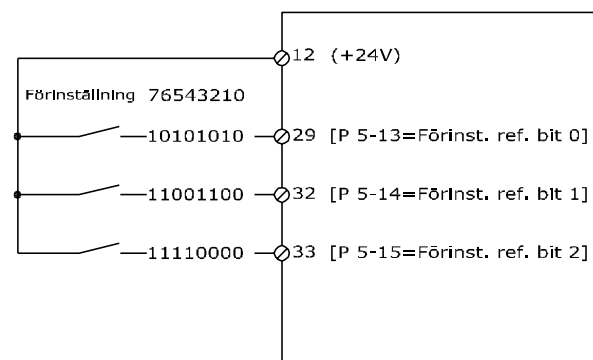 12 (+24V)
Förinställning 76543210
10101010 29 [P 5-13=Förinst. ref. bit 0]
11001100 32 [P 5-14=Förinst. ref. bit 1]
11110000 33 [P 5-15=Förinst. ref. bit 2]